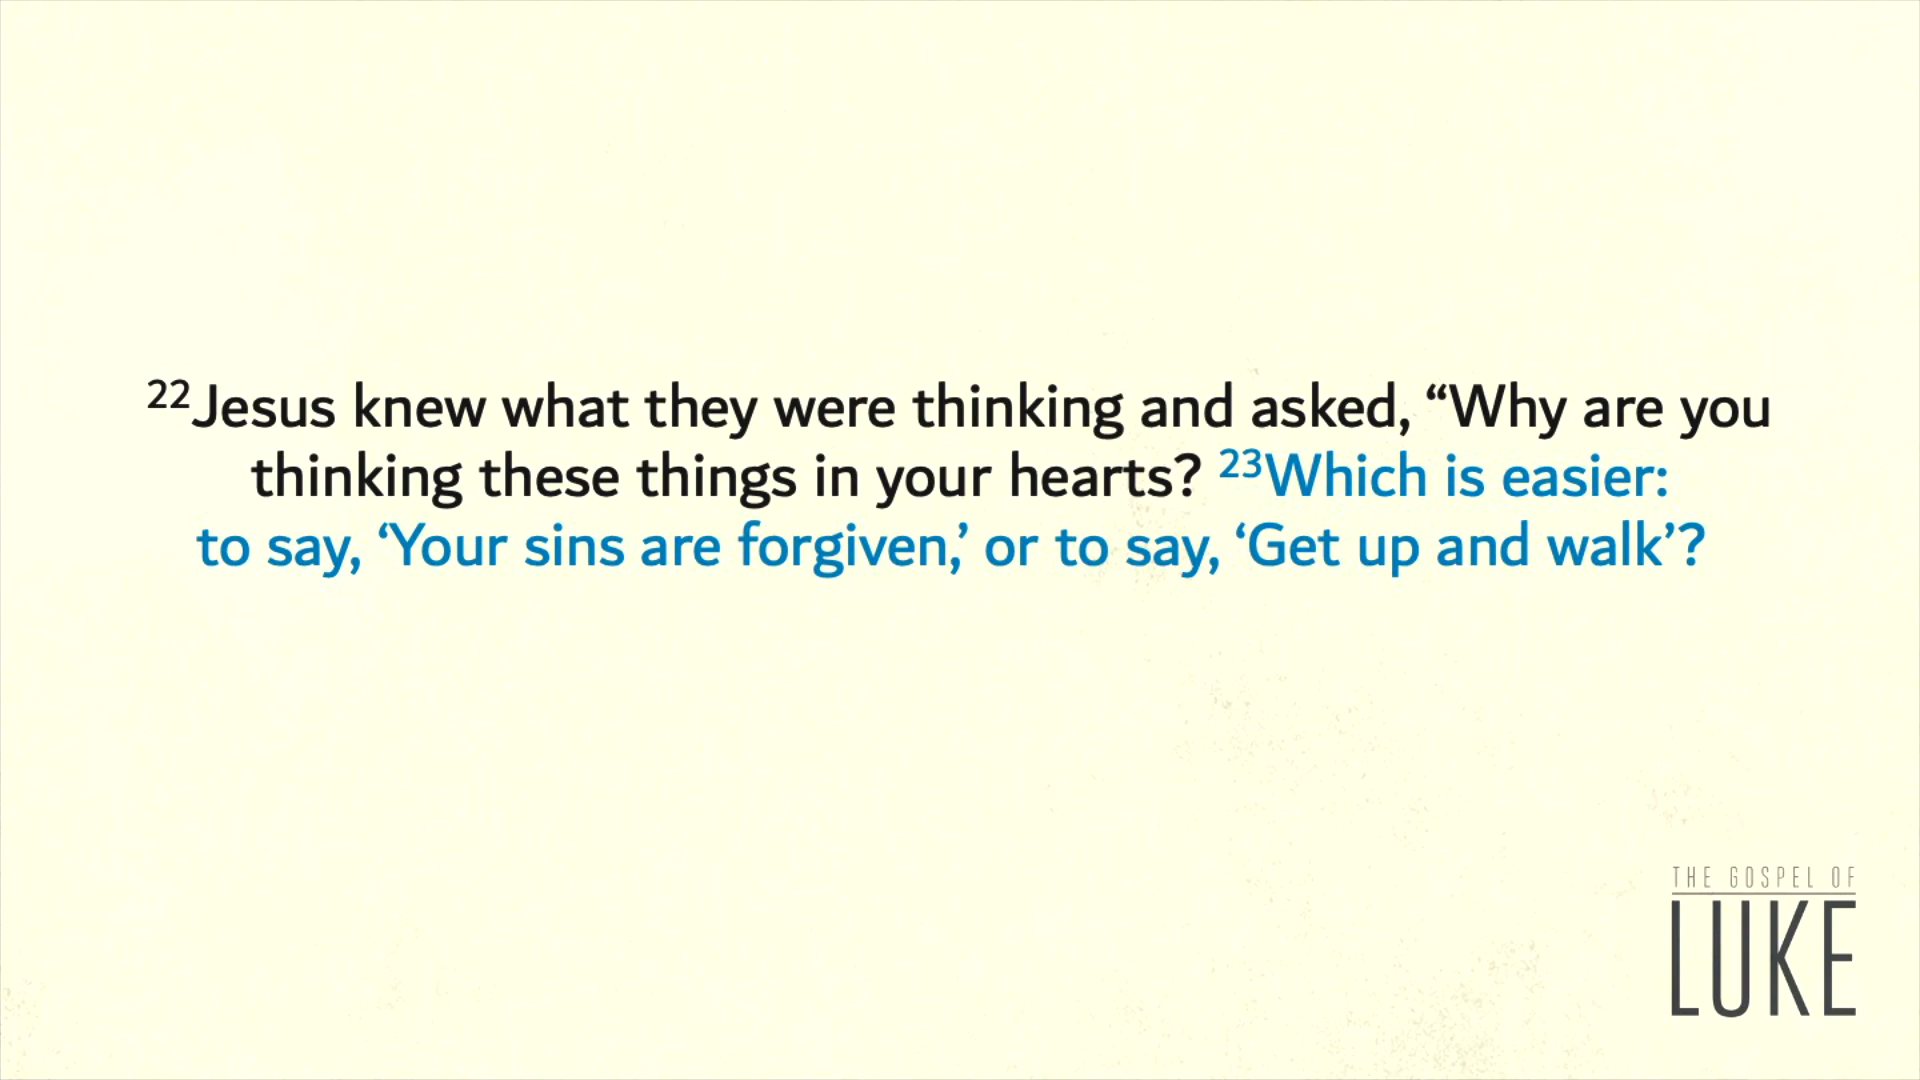 22Jesus knew what they were thinking and asked, “Why are you
thinking these things in your hearts? 23Which is easier:
to say, ‘Your sins are forgiven,’ or to say, ‘Get up and walk’?
THE GOSPEL OF
LUKE